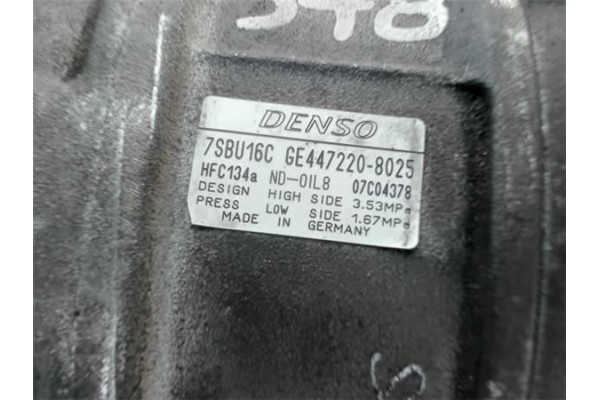 348
DENSO
7SBU16C GE447220-8025
HFC134a ND-OIL8 07C04378
DESIGN HIGH SIDE 3.53MPa
PRESS LOW SIDE 1.67MPa
MADE IN GERMANY